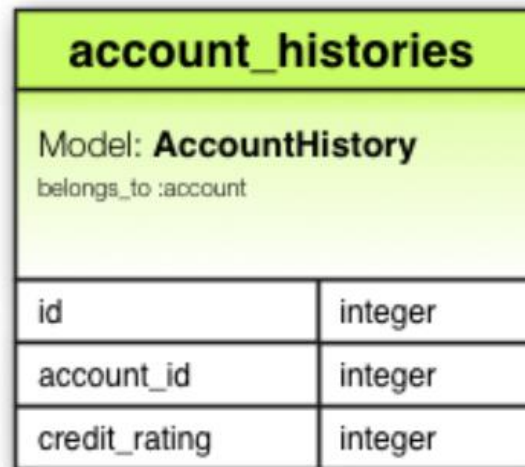 account_histories
Model: AccountHistory
belongs_to :account
id integer
account_id integer
credit_rating integer